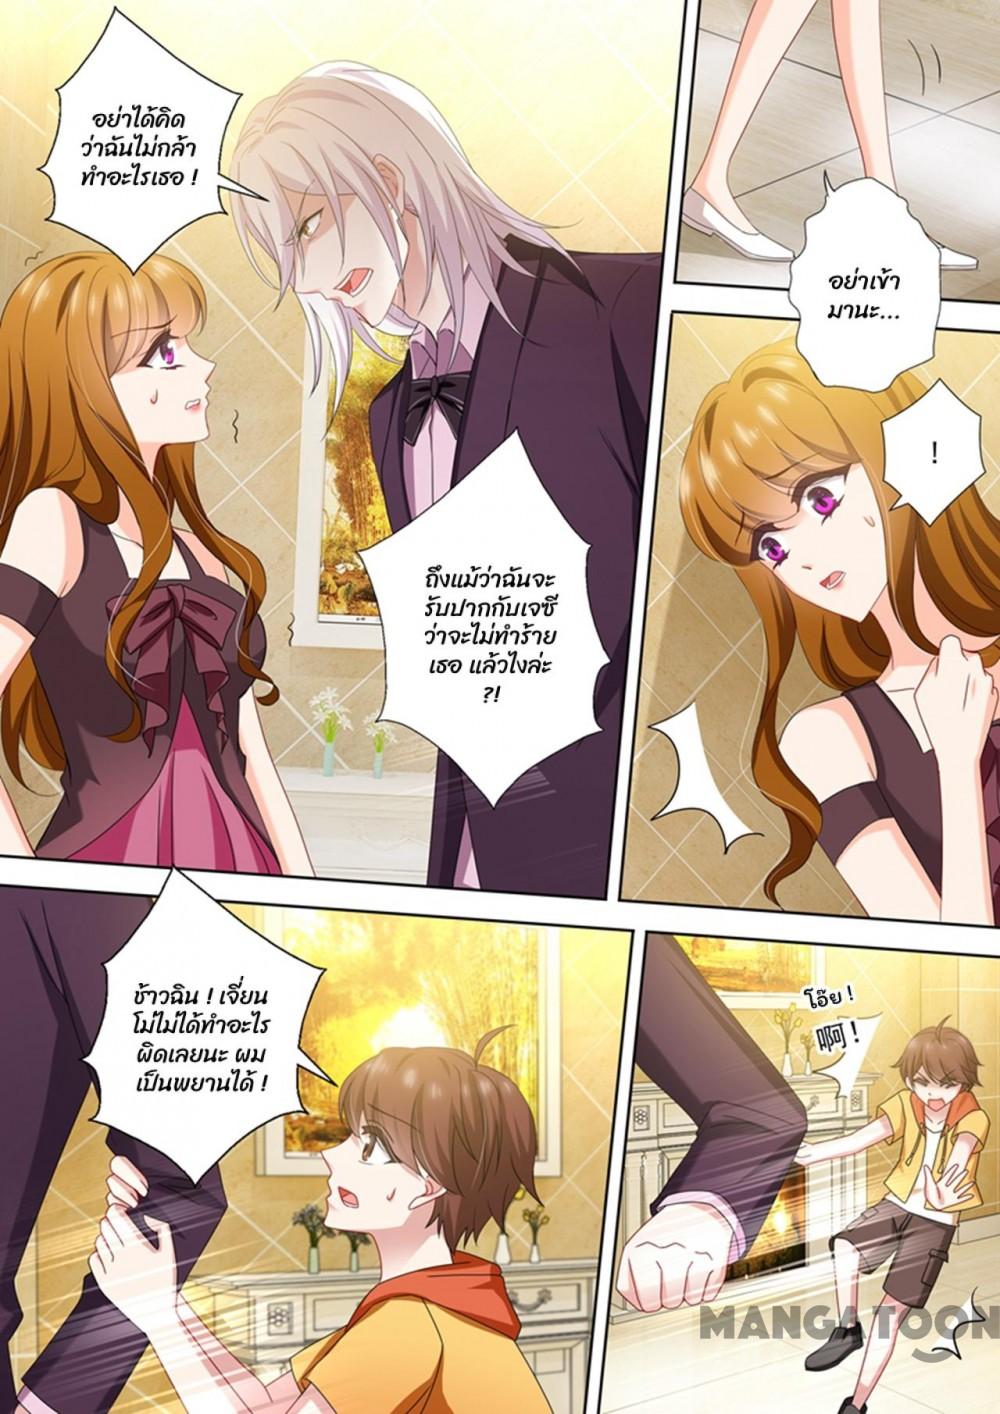 อย่าได้คิด
ว่าฉันไม่กล้า
ทำอะไรเธอ !
อย่าเข้า
มานะ...
!
ถึงแม้ว่าฉันจะ
รับปากกับเจซี
ว่าจะไม่ทำร้าย
เธอ แล้วไงล่ะ
?!
ช้าวฉิน ! เจี่ยน
โม่ไม่ได้ทำอะไร
ผิดเลยนะ ผม
เป็นพยานได้ !
โอ๊ย !
啊！
MANGATOON